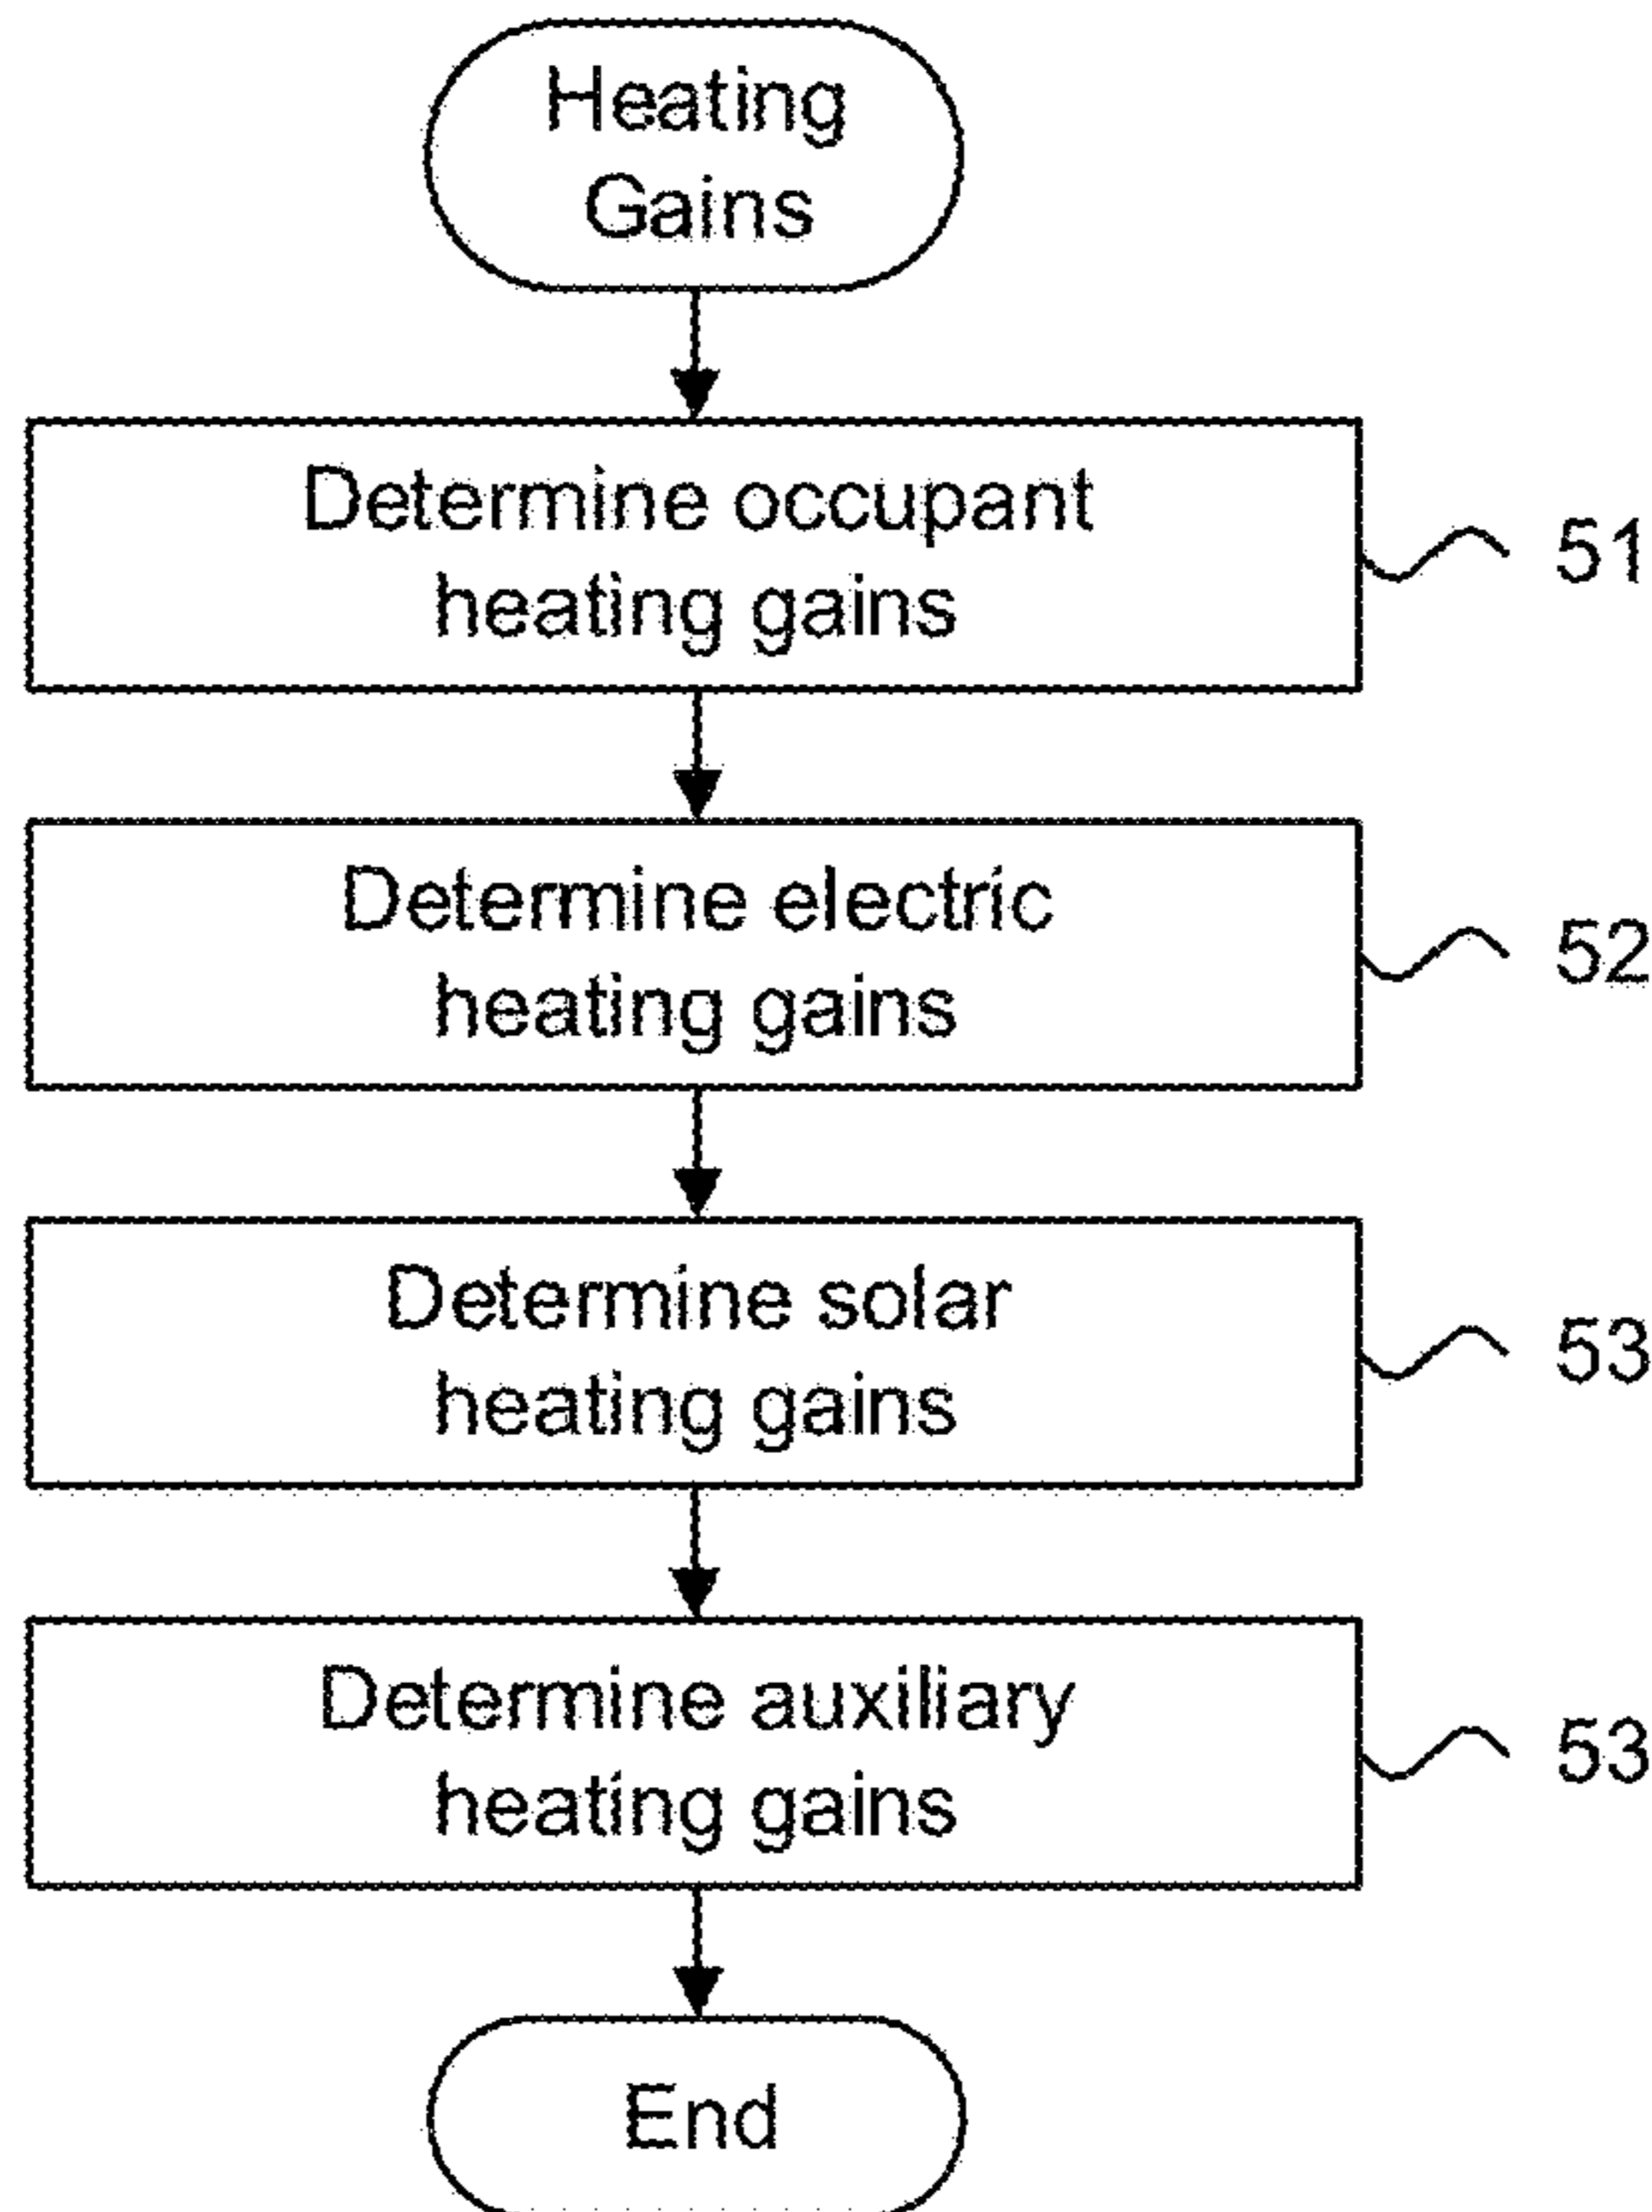 Heating
Gains
Determine occupant
heating gains
51
Determine electric
heating gains
52
Determine solar
heating gains
53
Determine auxiliary
heating gains
53
End